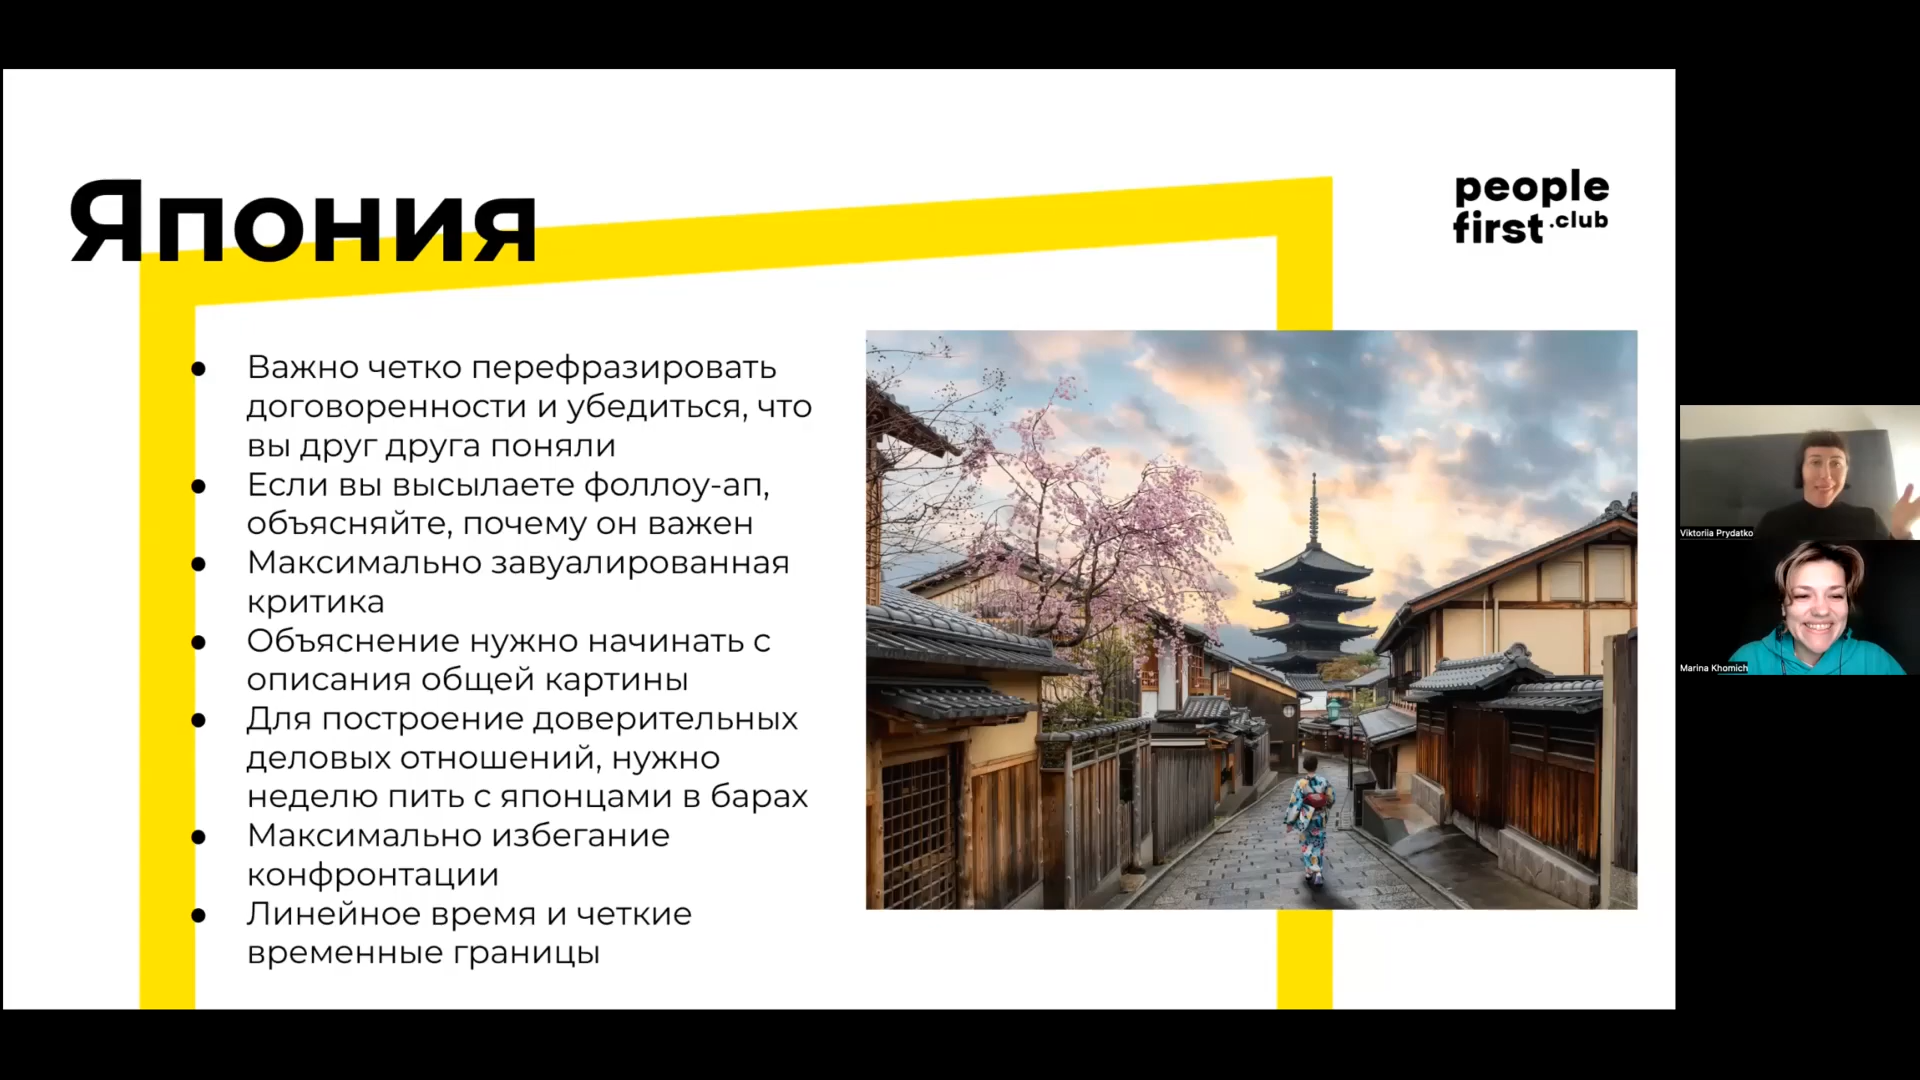 Япония
people
first.club
● Важно четко перефразировать
договоренности и убедиться, что
вы друг друга поняли
● Если вы высылаете фоллоу-ап,
объясняйте, почему он важен
● Максимально завуалированная
критика
● Объяснение нужно начинать с
описания общей картины
● Для построение доверительных
деловых отношений, нужно
неделю пить с японцами в барах
● Максимально избегание
конфронтации
● Линейное время и четкие
временные границы
Viktoriia Prydatko
Marina Khomich